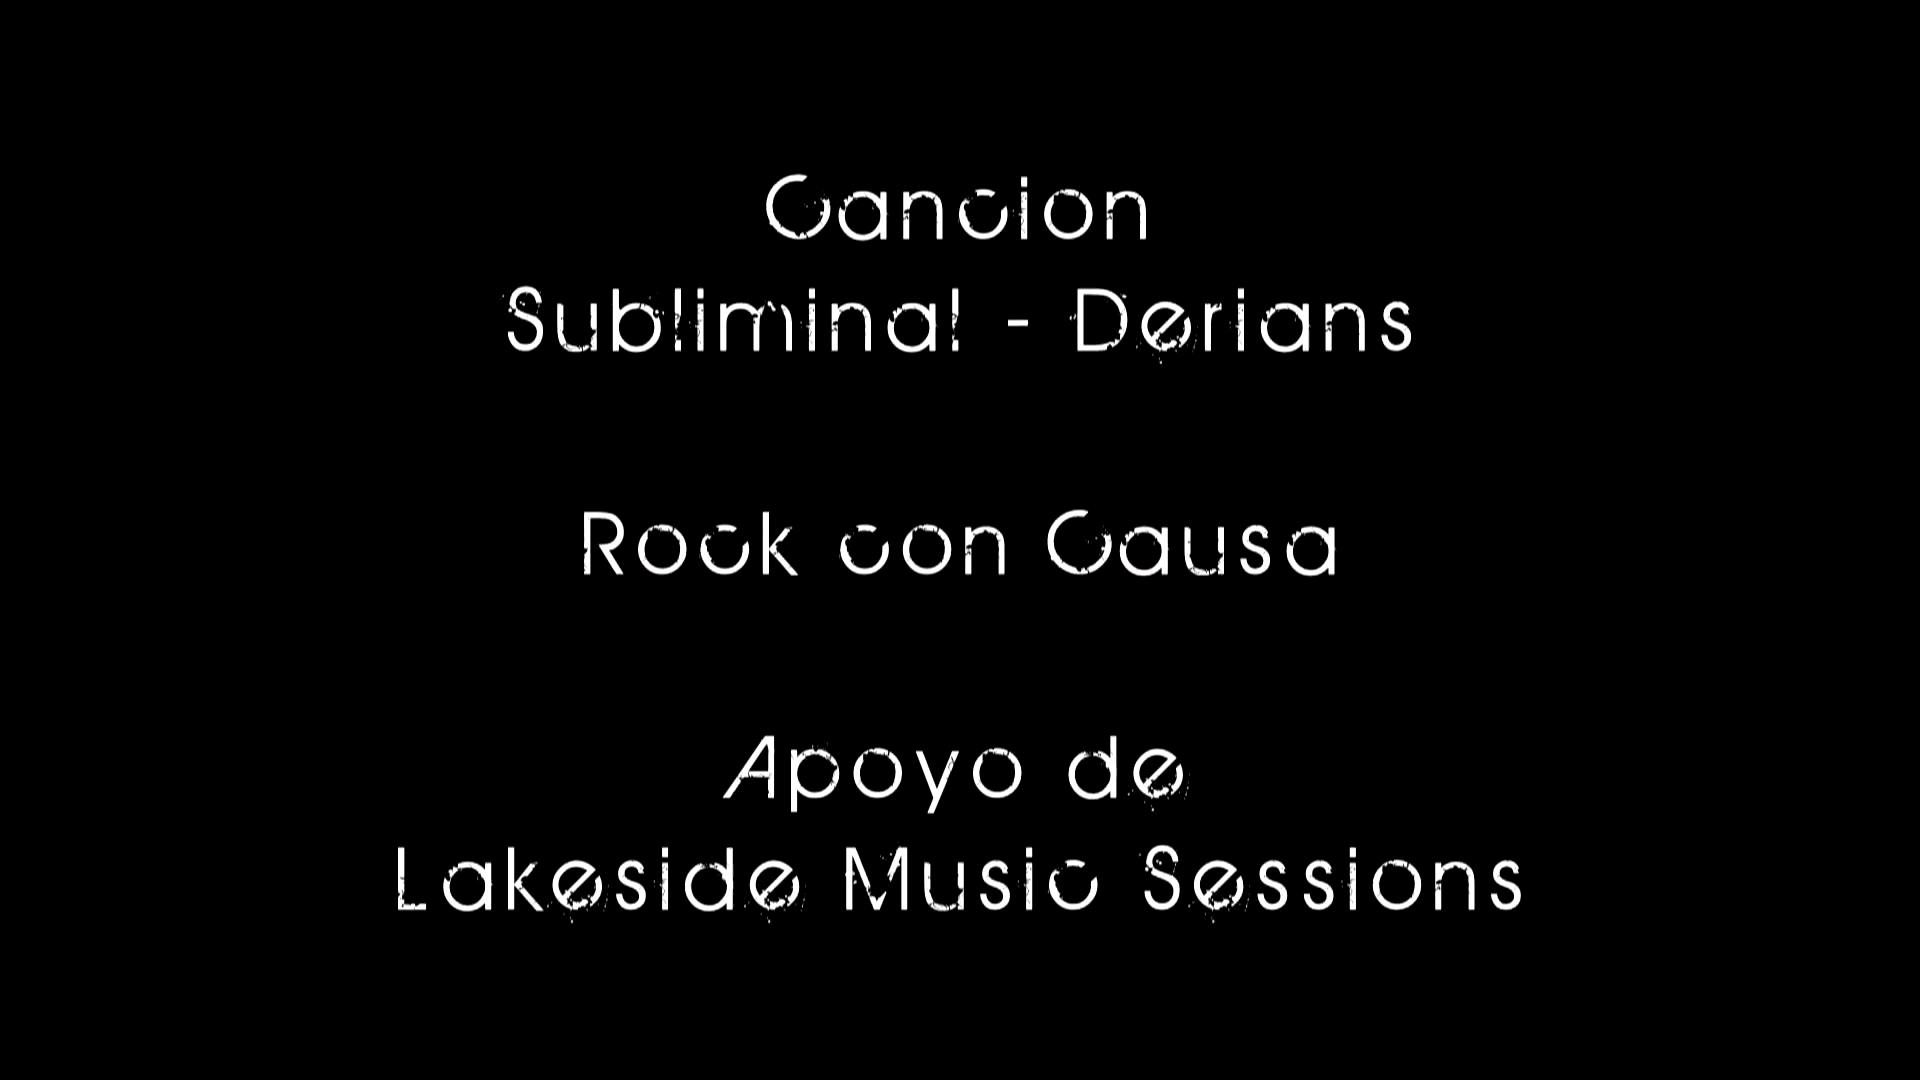 Cancion
Subliminal - Derians
Rock con Causa
Apoyo de
Lakeside Music Sessions